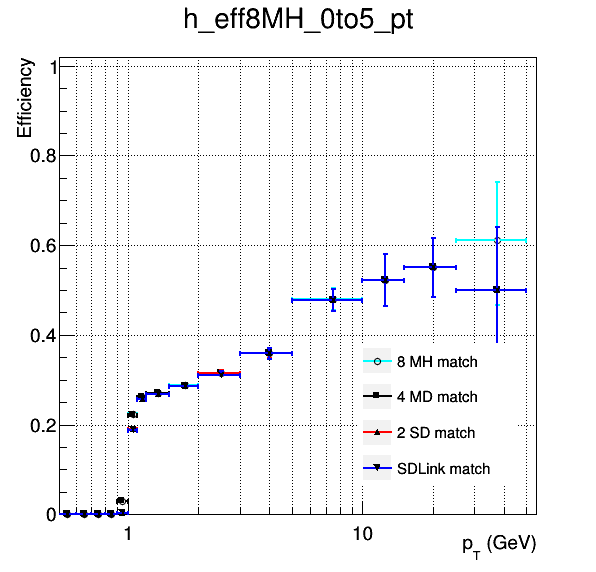 h_eff8MH_0to5_pt
Efficiency
1
0.8
0.6
0.4
0.2
0
8 MH match
4 MD match
2 SD match
SDLink match
1
10
p_T (GeV)